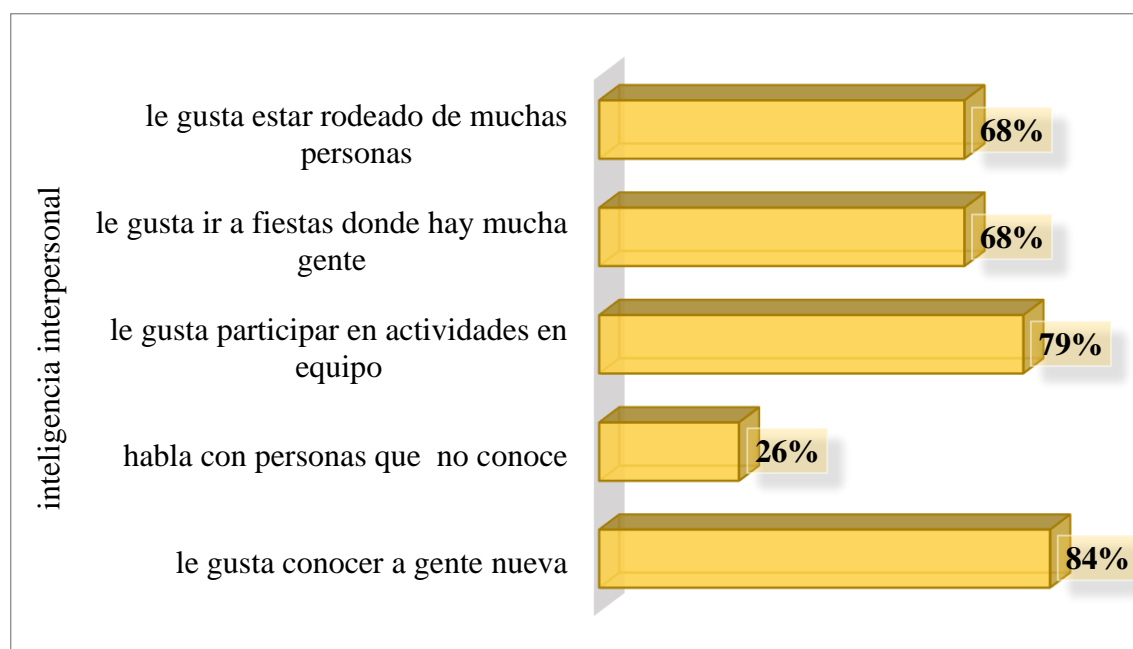 inteligencia interpersonal
le gusta estar rodeado de muchas
personas
68%
le gusta ir a fiestas donde hay mucha
gente
68%
le gusta participar en actividades en
equipo
79%
habla con personas que  no conoce
26%
le gusta conocer a gente nueva
84%